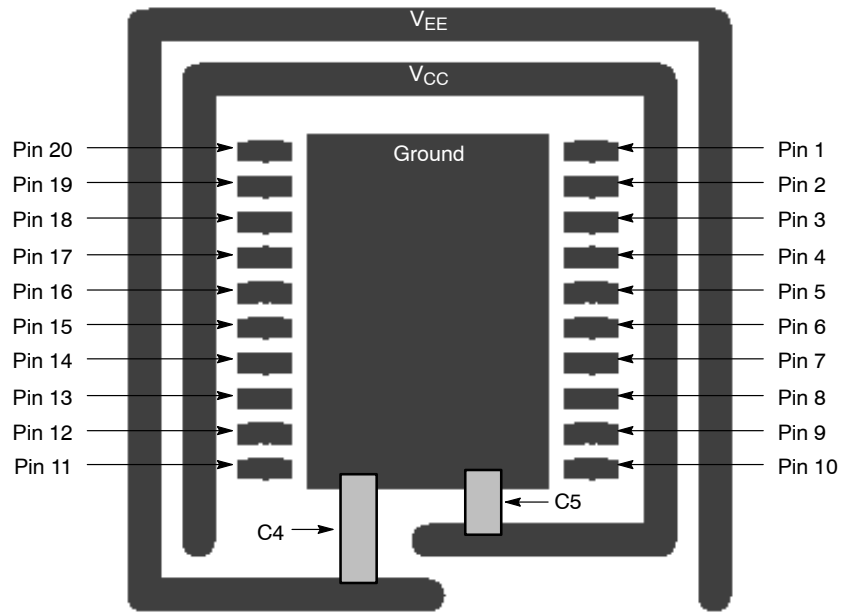 VEE
VCC
Ground
Pin 20
Pin 1
Pin 19
Pin 2
Pin 18
Pin 3
Pin 17
Pin 4
Pin 16
Pin 5
Pin 15
Pin 6
Pin 14
Pin 7
Pin 13
Pin 8
Pin 12
Pin 9
Pin 11
Pin 10
C5
C4